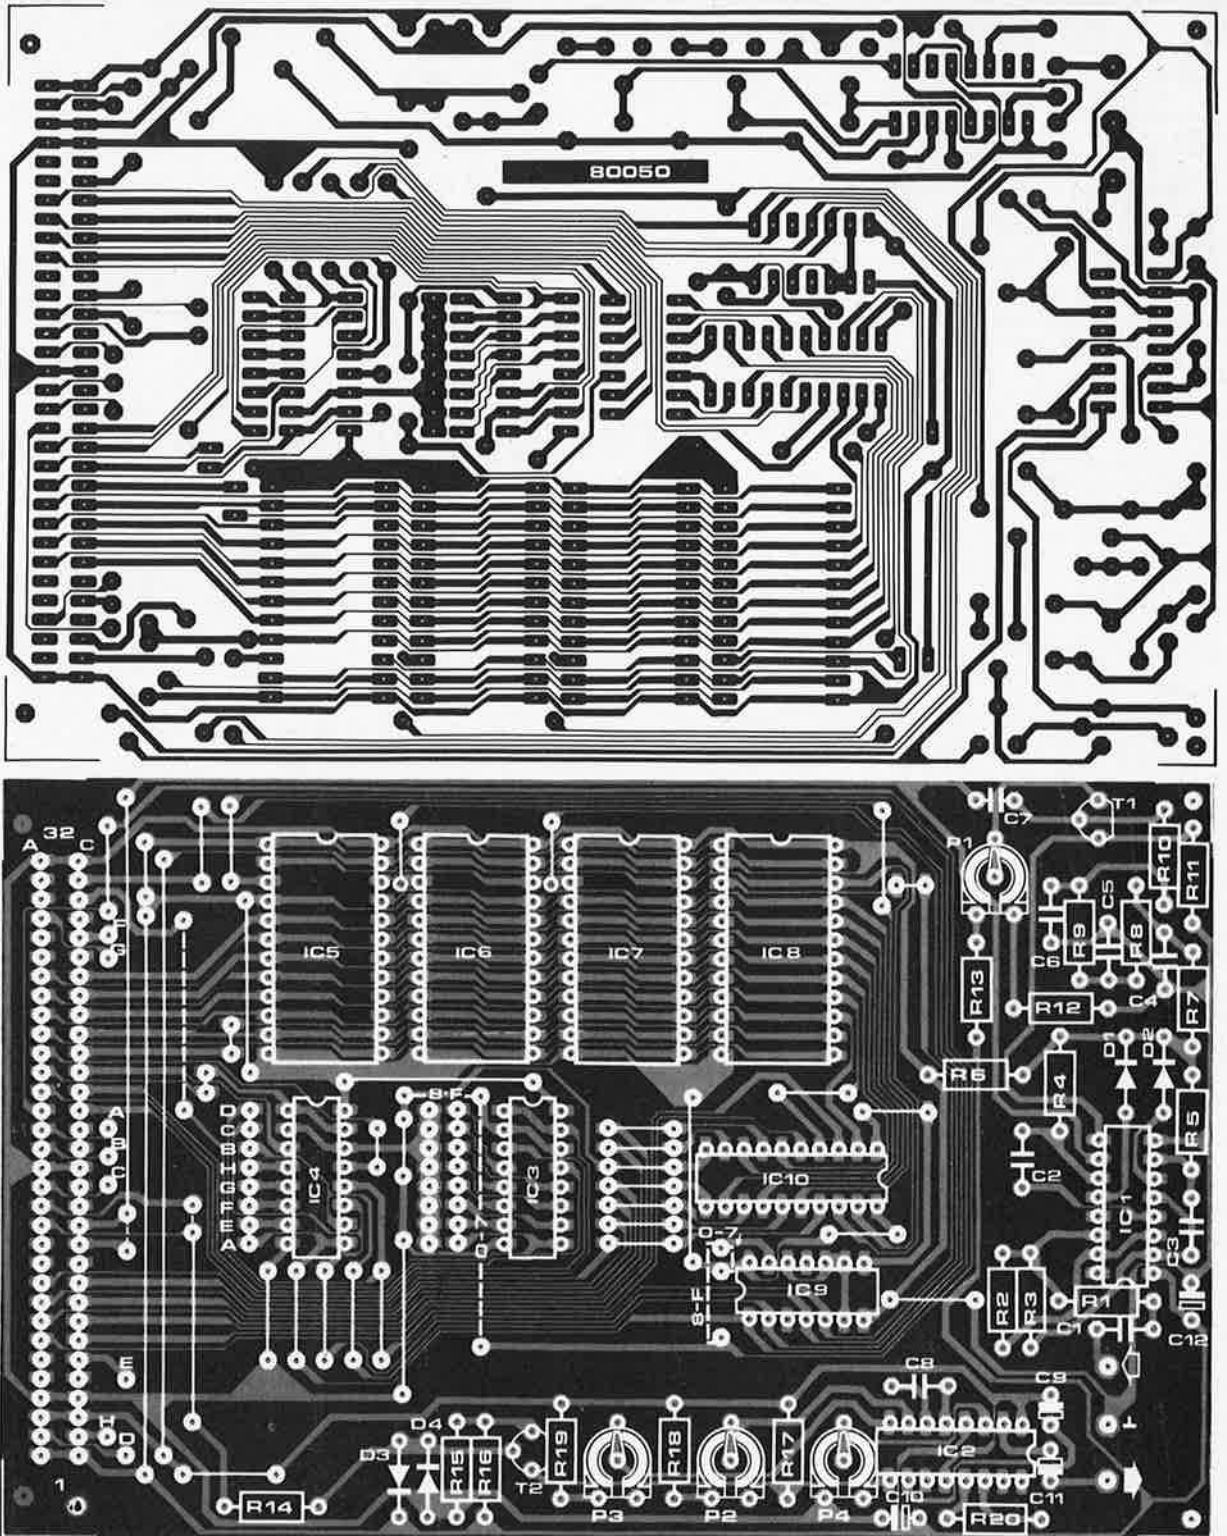 80050
32
A C
T1
C7
P1
R10
R11
C5
R9
R8
C6
C4
F
G
IC5
IC6
IC7
IC8
R13
R12
R7
D1
D2
R6
R4
R5
8-F
A
B
C
D
C
B
H
G
F
E
A
IC4
IC3
0-7
IC10
C2
IC1
C3
0-7
8-F
IC9
R2
R3
R1
C1
C12
E
H
D
1
C8
C9
D4
D3
R15
R16
T2
R19
R18
R17
IC2
R14
P3
P2
P4
C10
C11
R20